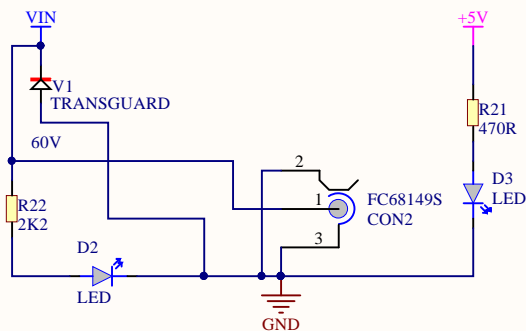 VIN
+5V
V1
TRANSGUARD
R21
470R
60V
2
D3
R22
1
FC68149S
LED
2K2
CON2
3
D2
LED
GND